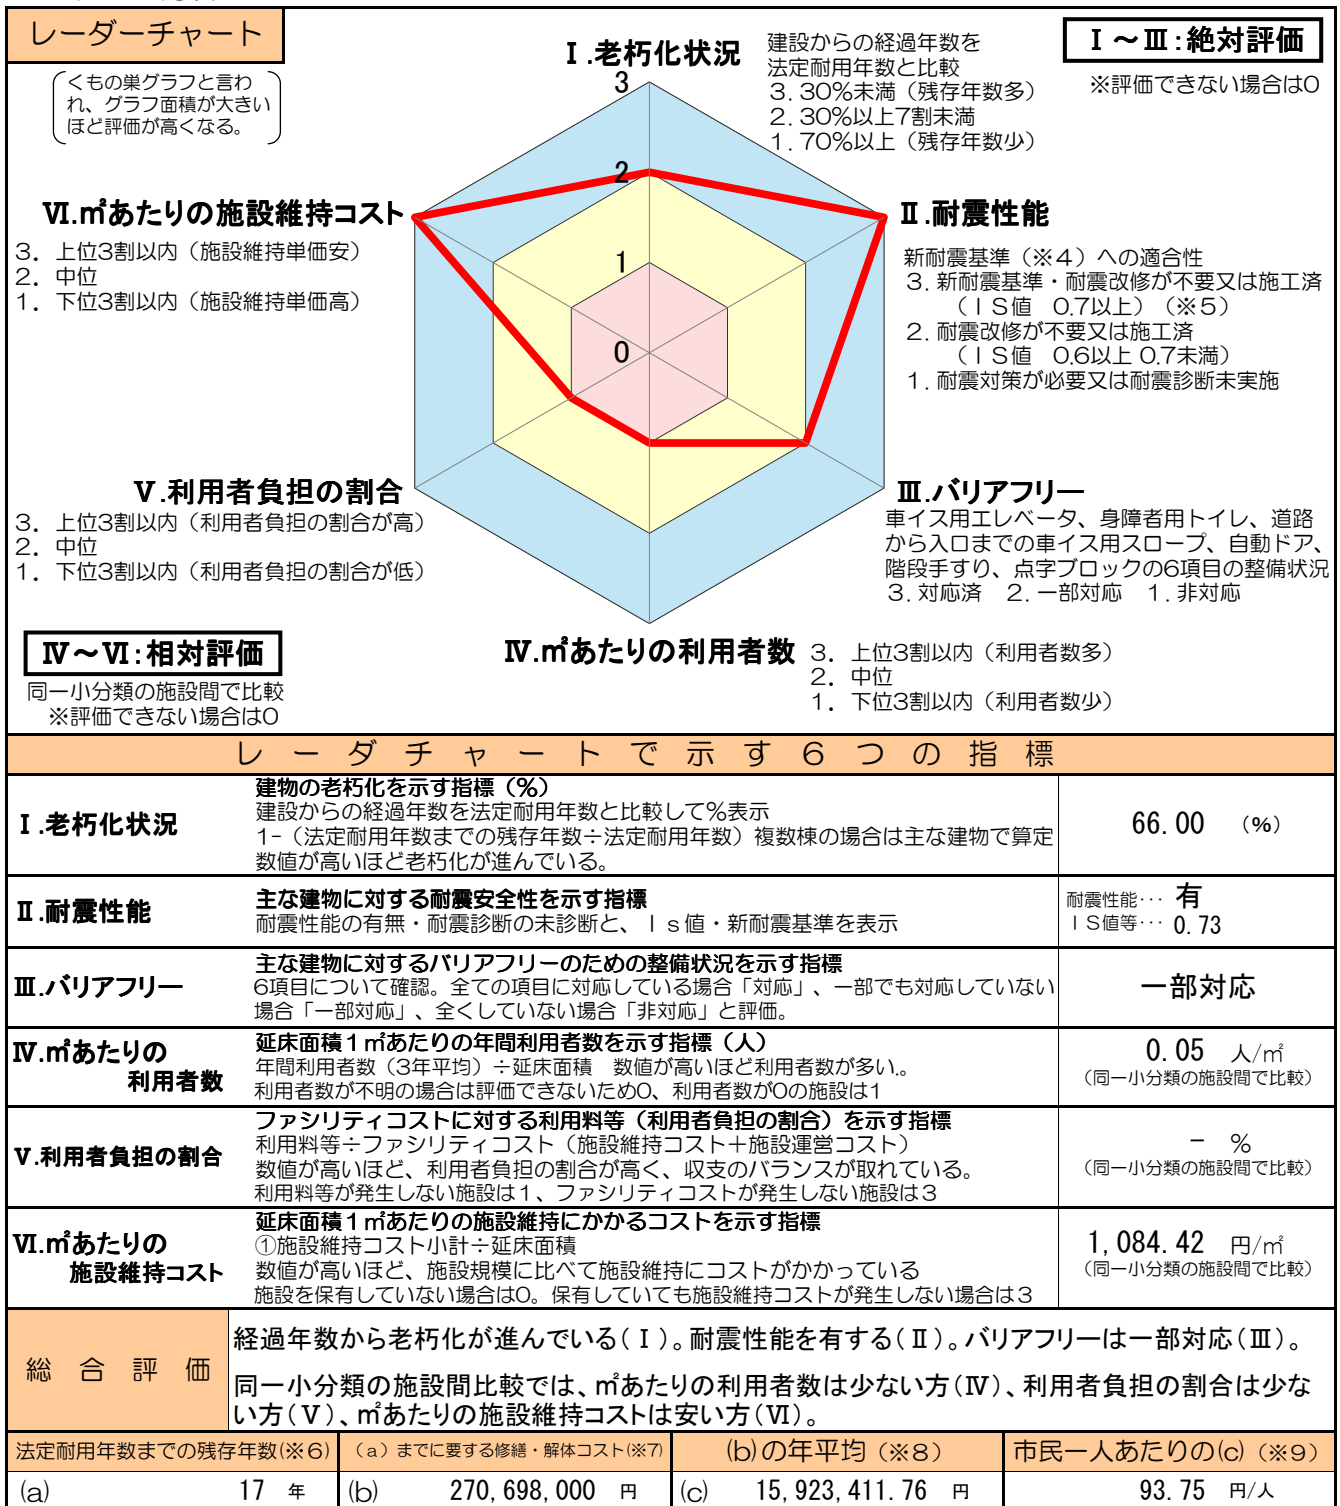 レーダーチャート
くもの巣グラフと言わ
れ、グラフ面積が大きい
ほど評価が高くなる。
Ⅰ.老朽化状況
建設からの経過年数を
法定耐用年数と比較
3. 30%未満（残存年数多）
2. 30%以上7割未満
1. 70%以上（残存年数少）
Ⅰ～Ⅲ:絶対評価
※評価できない場合は0
3
2
1
0
Ⅵ.㎡あたりの施設維持コスト
3. 上位3割以内（施設維持単価安）
2. 中位
1. 下位3割以内（施設維持単価高）
Ⅱ.耐震性能
新耐震基準（※4）への適合性
3. 新耐震基準・耐震改修が不要又は施工済
（ＩＳ値 0.7以上）（※5）
2. 耐震改修が不要又は施工済
（ＩＳ値 0.6以上 0.7未満）
1. 耐震対策が必要又は耐震診断未実施
Ⅴ.利用者負担の割合
3. 上位3割以内（利用者負担の割合が高）
2. 中位
1. 下位3割以内（利用者負担の割合が低）
Ⅲ.バリアフリー
車イス用エレベータ、身障者用トイレ、道路
から入口までの車イス用スロープ、自動ドア、
階段手すり、点字ブロックの6項目の整備状況
3. 対応済 2. 一部対応 1. 非対応
Ⅳ～Ⅵ:相対評価
同一小分類の施設間で比較
※評価できない場合は0
Ⅳ.㎡あたりの利用者数
3. 上位3割以内（利用者数多）
2. 中位
1. 下位3割以内（利用者数少）
レーダチャートで示す6つの指標
Ⅰ.老朽化状況
建物の老朽化を示す指標（%）
建設からの経過年数を法定耐用年数と比較して%表示
1-（法定耐用年数までの残存年数÷法定耐用年数）複数棟の場合は主な建物で算定
数値が高いほど老朽化が進んでいる。
66.00 （%）
Ⅱ.耐震性能
主な建物に対する耐震安全性を示す指標
耐震性能の有無・耐震診断の未診断と、Ｉｓ値・新耐震基準を表示
耐震性能… 有
ＩＳ値等… 0.73
Ⅲ.バリアフリー
主な建物に対するバリアフリーのための整備状況を示す指標
6項目について確認。全ての項目に対応している場合「対応」、一部でも対応していない
場合「一部対応」、全くしていない場合「非対応」と評価。
一部対応
Ⅳ.㎡あたりの
利用者数
延床面積１㎡あたりの年間利用者数を示す指標（人）
年間利用者数（3年平均）÷延床面積 数値が高いほど利用者数が多い。
利用者数が不明の場合は評価できないため0、利用者数が0の施設は1
0.05 人/㎡
（同一小分類の施設間で比較）
Ⅴ.利用者負担の割合
ファシリティコストに対する利用料等（利用者負担の割合）を示す指標
利用料等÷ファシリティコスト（施設維持コスト＋施設運営コスト）
数値が高いほど、利用者負担の割合が高く、収支のバランスが取れている。
利用料等が発生しない施設は１、ファシリティコストが発生しない施設は３
- %
（同一小分類の施設間で比較）
Ⅵ.㎡あたりの
施設維持コスト
延床面積１㎡あたりの施設維持にかかるコストを示す指標
①施設維持コスト小計÷延床面積
数値が高いほど、施設規模に比べて施設維持にコストがかかっている
施設を保有していない場合は0。保有していても施設維持コストが発生しない場合は３
1,084.42 円/㎡
（同一小分類の施設間で比較）
総合評価
経過年数から老朽化が進んでいる（Ⅰ）。耐震性能を有する（Ⅱ）。バリアフリーは一部対応（Ⅲ）。
同一小分類の施設間比較では、㎡あたりの利用者数は少ない方（Ⅳ）、利用者負担の割合は少な
い方（Ⅴ）、㎡あたりの施設維持コストは安い方（Ⅵ）。
法定耐用年数までの残存年数(※6)
（a）までに要する修繕・解体コスト(※7)
(b)の年平均（※8）
市民一人あたりの(c)（※9）
(a) 17 年
(b) 270,698,000 円
(c) 15,923,411.76 円
93.75 円/人